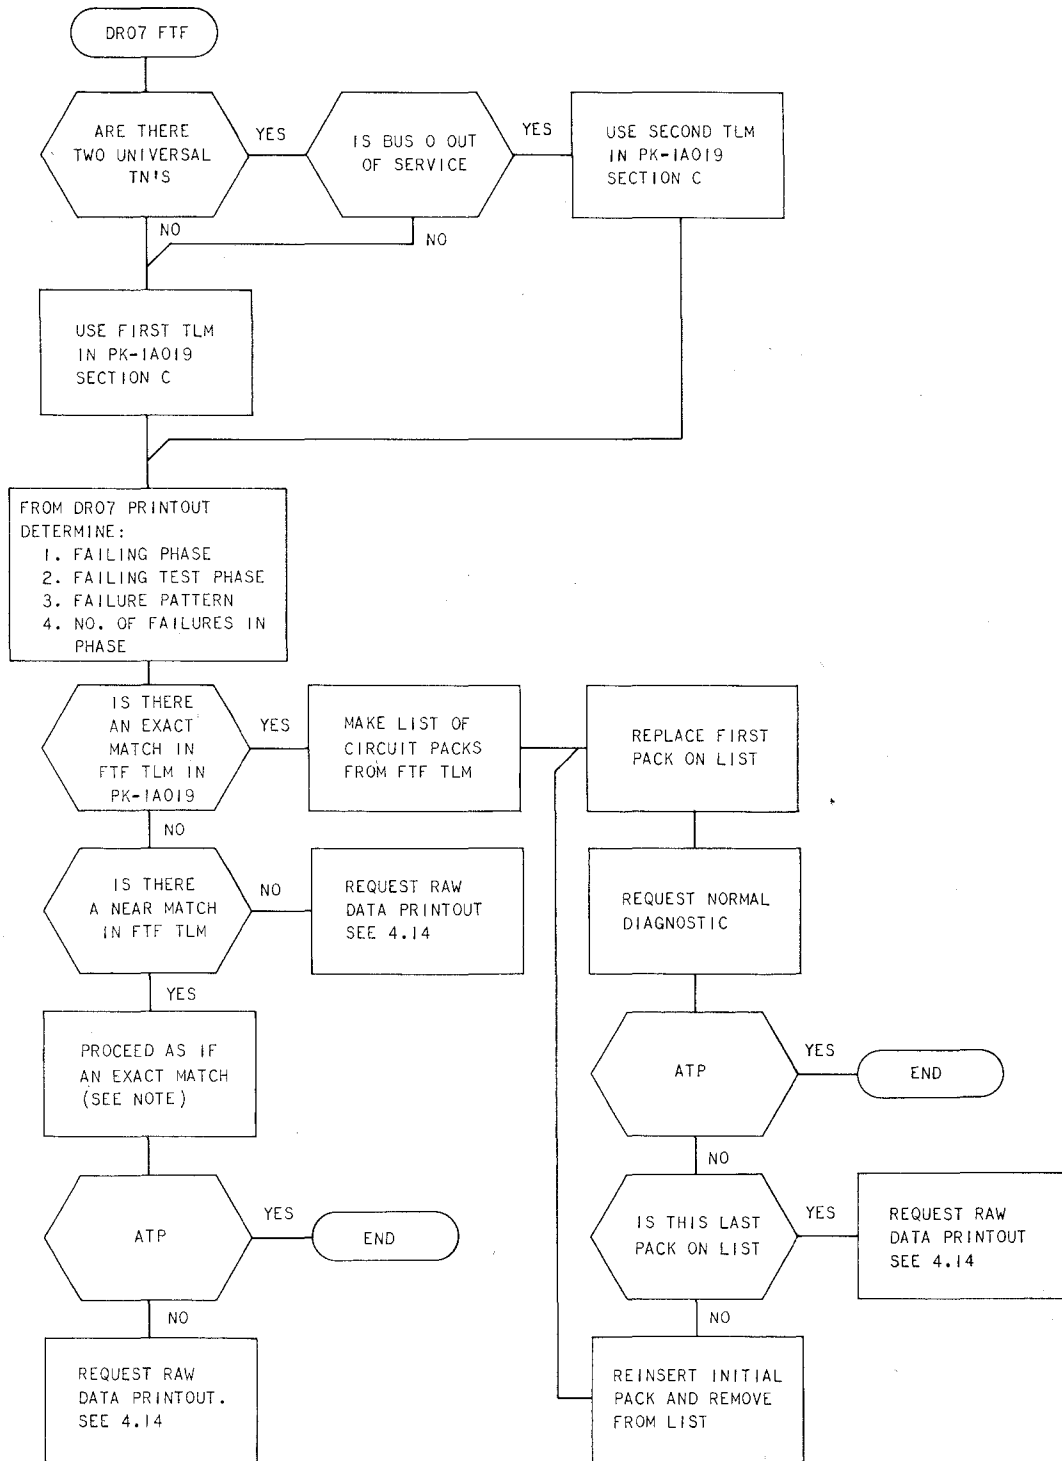 DR07 FTF
ARE THERE
TWO UNIVERSAL
TN'S
YES
IS BUS 0 OUT
OF SERVICE
YES
USE SECOND TLM
IN PK-1A019
SECTION C
NO
NO
USE FIRST TLM
IN PK-1A019
SECTION C
FROM DR07 PRINTOUT
DETERMINE:
1. FAILING PHASE
2. FAILING TEST PHASE
3. FAILURE PATTERN
4. NO. OF FAILURES IN
PHASE
IS THERE
AN EXACT
MATCH IN
FTF TLM IN
PK-1A019
YES
MAKE LIST OF
CIRCUIT PACKS
FROM FTF TLM
REPLACE FIRST
PACK ON LIST
NO
IS THERE
A NEAR MATCH
IN FTF TLM
NO
REQUEST RAW
DATA PRINTOUT
SEE 4.14
REQUEST NORMAL
DIAGNOSTIC
YES
PROCEED AS IF
AN EXACT MATCH
(SEE NOTE)
ATP
YES
END
NO
ATP
YES
END
IS THIS LAST
PACK ON LIST
YES
REQUEST RAW
DATA PRINTOUT
SEE 4.14
NO
NO
REQUEST RAW
DATA PRINTOUT.
SEE 4.14
REINSERT INITIAL
PACK AND REMOVE
FROM LIST